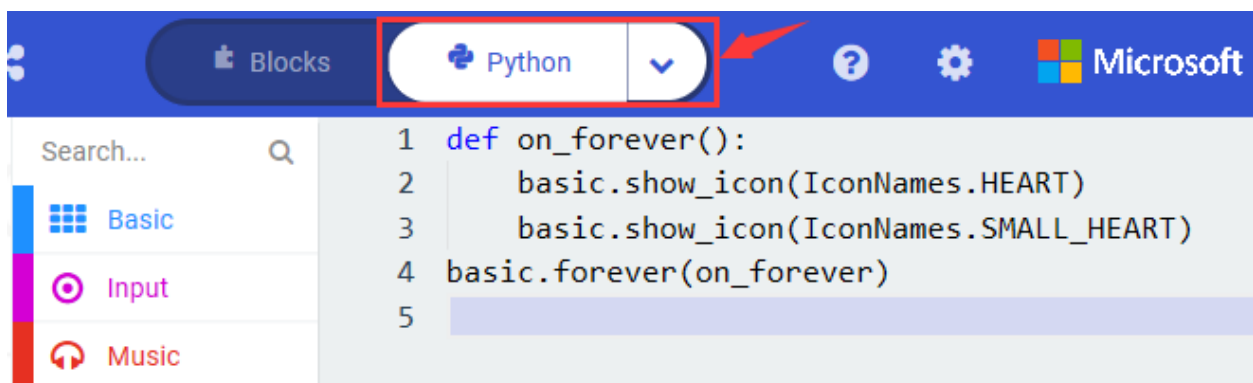 Blocks
Python
Microsoft
Search...
Basic
Input
Music
1 def on_forever():
2     basic.show_icon(IconNames.HEART)
3     basic.show_icon(IconNames.SMALL_HEART)
4 basic.forever(on_forever)
5